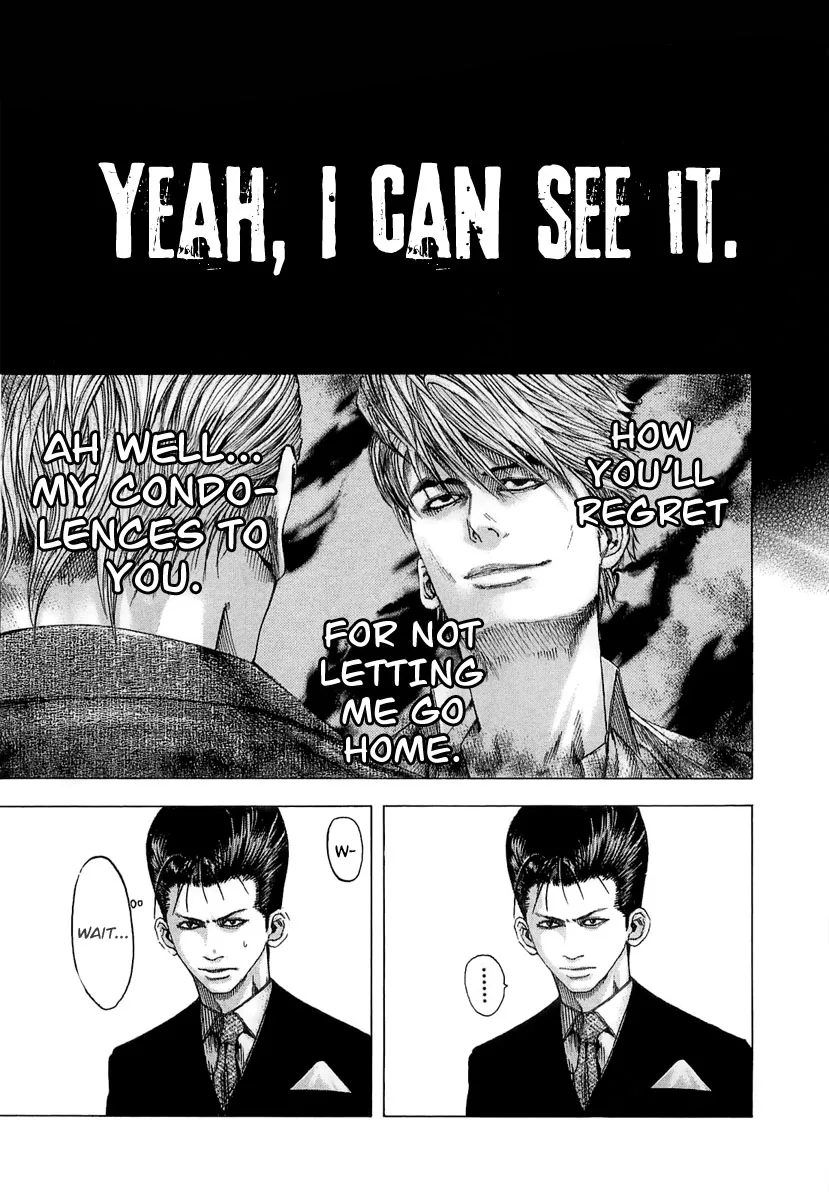 YEAH, I CAN SEE IT.
HOW
YOU'LL
REGRET
FOR NOT
LETTING
ME GO
HOME.
AH WELL...
MY CONDO-
LENCES TO
YOU.
......
W-
WAIT...